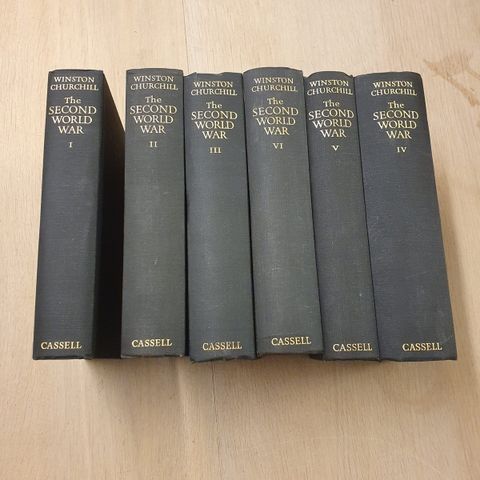 WINSTON
CHURCHILL
The
SECOND
WORLD
WAR
I
CASSELL
WINSTON
CHURCHILL
The
SECOND
WORLD
WAR
II
CASSELL
WINSTON
CHURCHILL
The
SECOND
WORLD
WAR
III
CASSELL
WINSTON
CHURCHILL
The
SECOND
WORLD
WAR
VI
CASSELL
WINSTON
CHURCHILL
The
SECOND
WORLD
WAR
V
CASSELL
WINSTON
CHURCHILL
The
SECOND
WORLD
WAR
IV
CASSELL